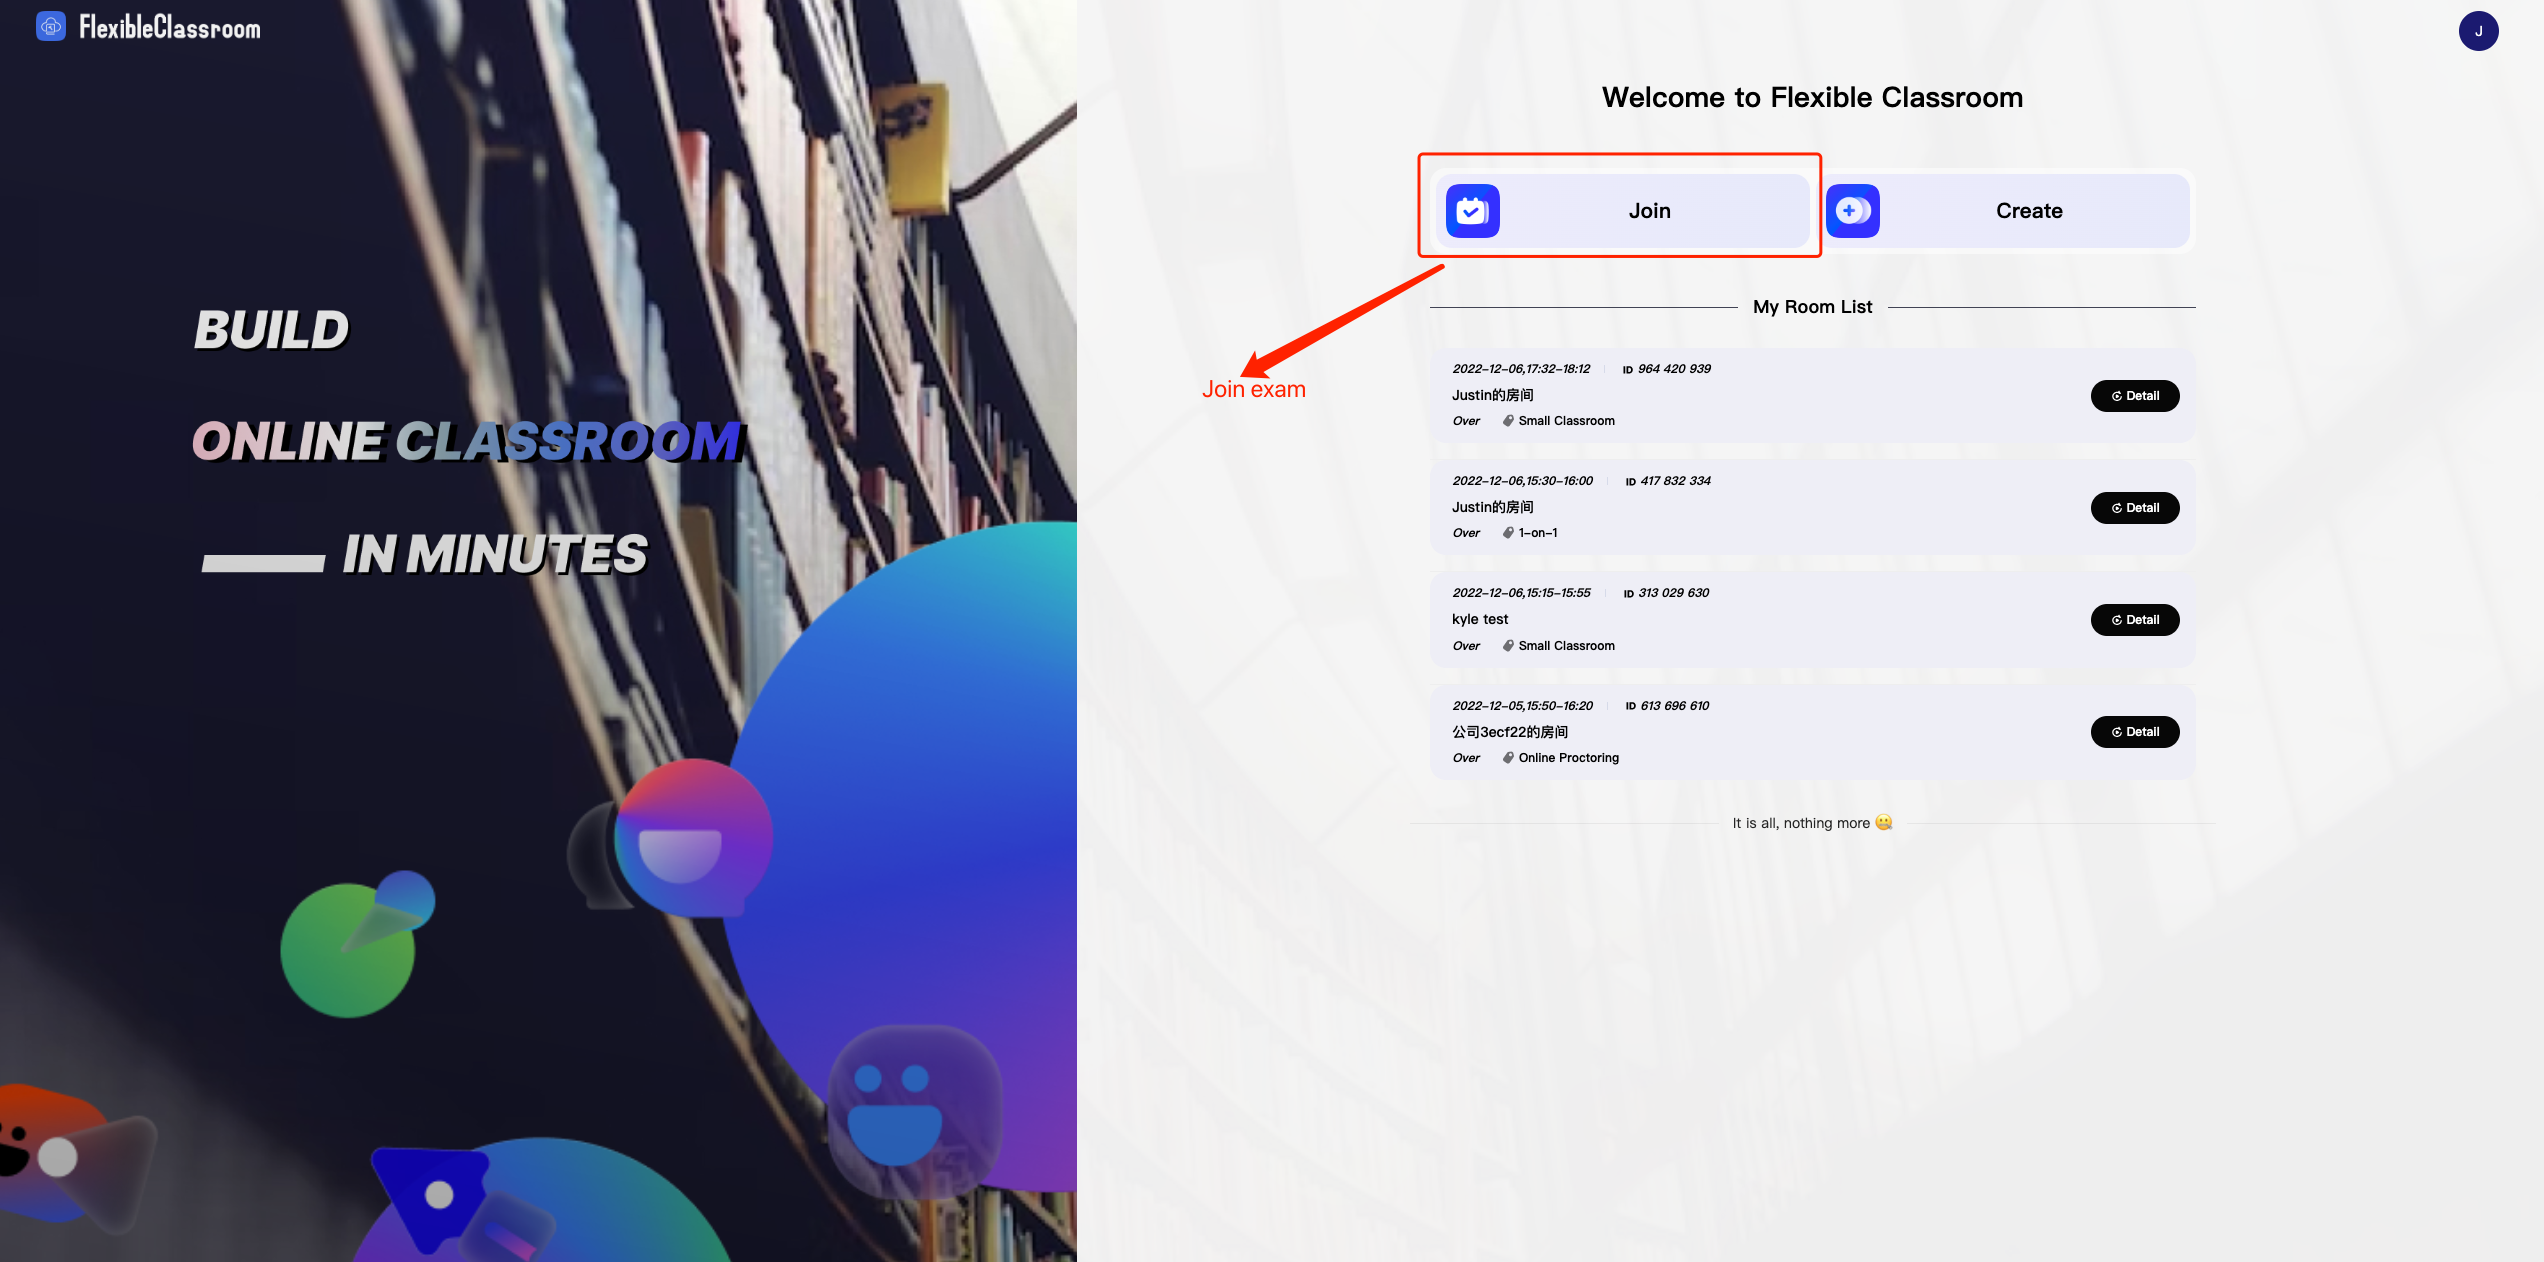 FlexibleClassroom
J
BUILD
ONLINE CLASSROOM
IN MINUTES
Welcome to Flexible Classroom
Join
Create
Join exam
My Room List
2022-12-06,17:32-18:12 ID 964 420 939
Justin的房间
Over Small Classroom
Detail
2022-12-06,15:30-16:00 ID 417 832 334
Justin的房间
Over 1-on-1
Detail
2022-12-06,15:15-15:55 ID 313 029 630
kyle test
Over Small Classroom
Detail
2022-12-05,15:50-16:20 ID 613 696 610
公司3ecf22的房间
Over Online Proctoring
Detail
It is all, nothing more 🤐